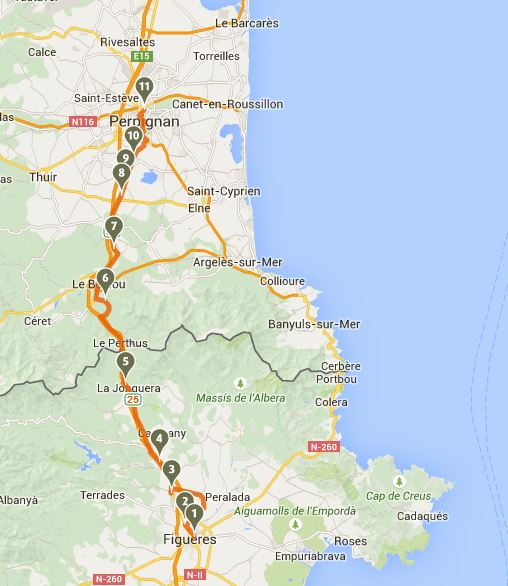 Le Barcarès
Rivesaltes
Calce
E15
Torreilles
11
Saint-Estève
Canet-en-Roussillon
N116
Perpignan
10
9
8
Thuir
Saint-Cyprien
Elne
7
Argelès-sur-Mer
6
Le Boulou
Collioure
Céret
Banyuls-sur-Mer
Le Perthus
5
Cerbère
Portbou
La Jonquera
Massís de l'Albera
25
Colera
4
N-260
3
Cap de Creus
Terrades
Peralada
Albanyà
2
1
Aiguamolls de l'Empordà
Cadaqués
Figueres
Roses
Empuriabrava
N-260
N-II